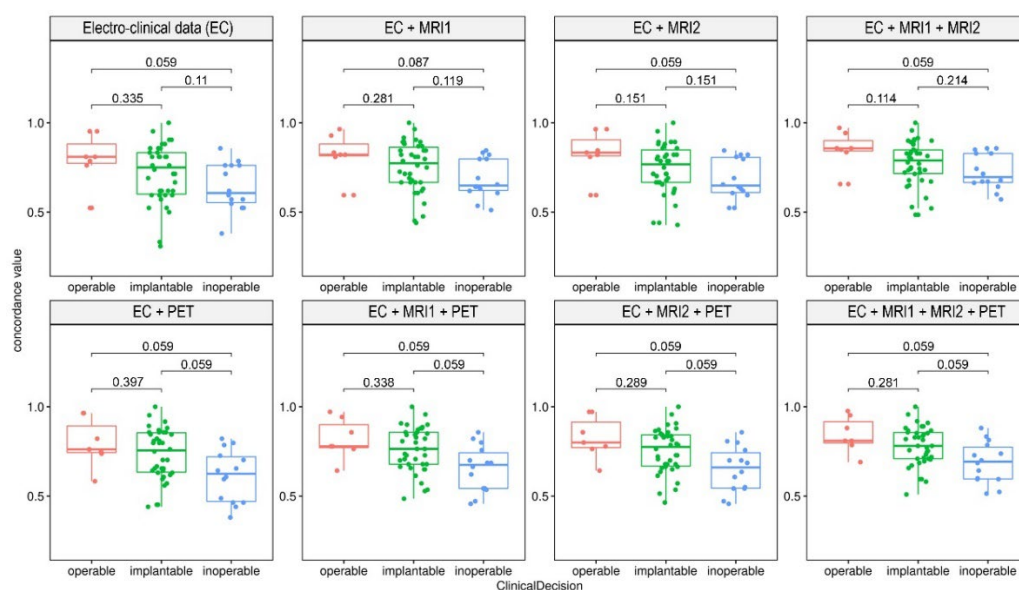 Electro-clinical data (EC)
EC + MRI1
EC + MRI2
EC + MRI1 + MRI2
0.059
0.335
0.11
1.0
0.5
operable
implantable
inoperable
0.087
0.281
0.119
1.0
0.5
operable
implantable
inoperable
0.059
0.151
0.151
1.0
0.5
operable
implantable
inoperable
0.059
0.114
0.214
1.0
0.5
operable
implantable
inoperable
concordance value
EC + PET
EC + MRI1 + PET
EC + MRI2 + PET
EC + MRI1 + MRI2 + PET
0.059
0.397
0.059
1.0
0.5
operable
implantable
inoperable
0.059
0.338
0.059
1.0
0.5
operable
implantable
inoperable
0.059
0.289
0.059
1.0
0.5
operable
implantable
inoperable
0.059
0.281
0.059
1.0
0.5
operable
implantable
inoperable
ClinicalDecision